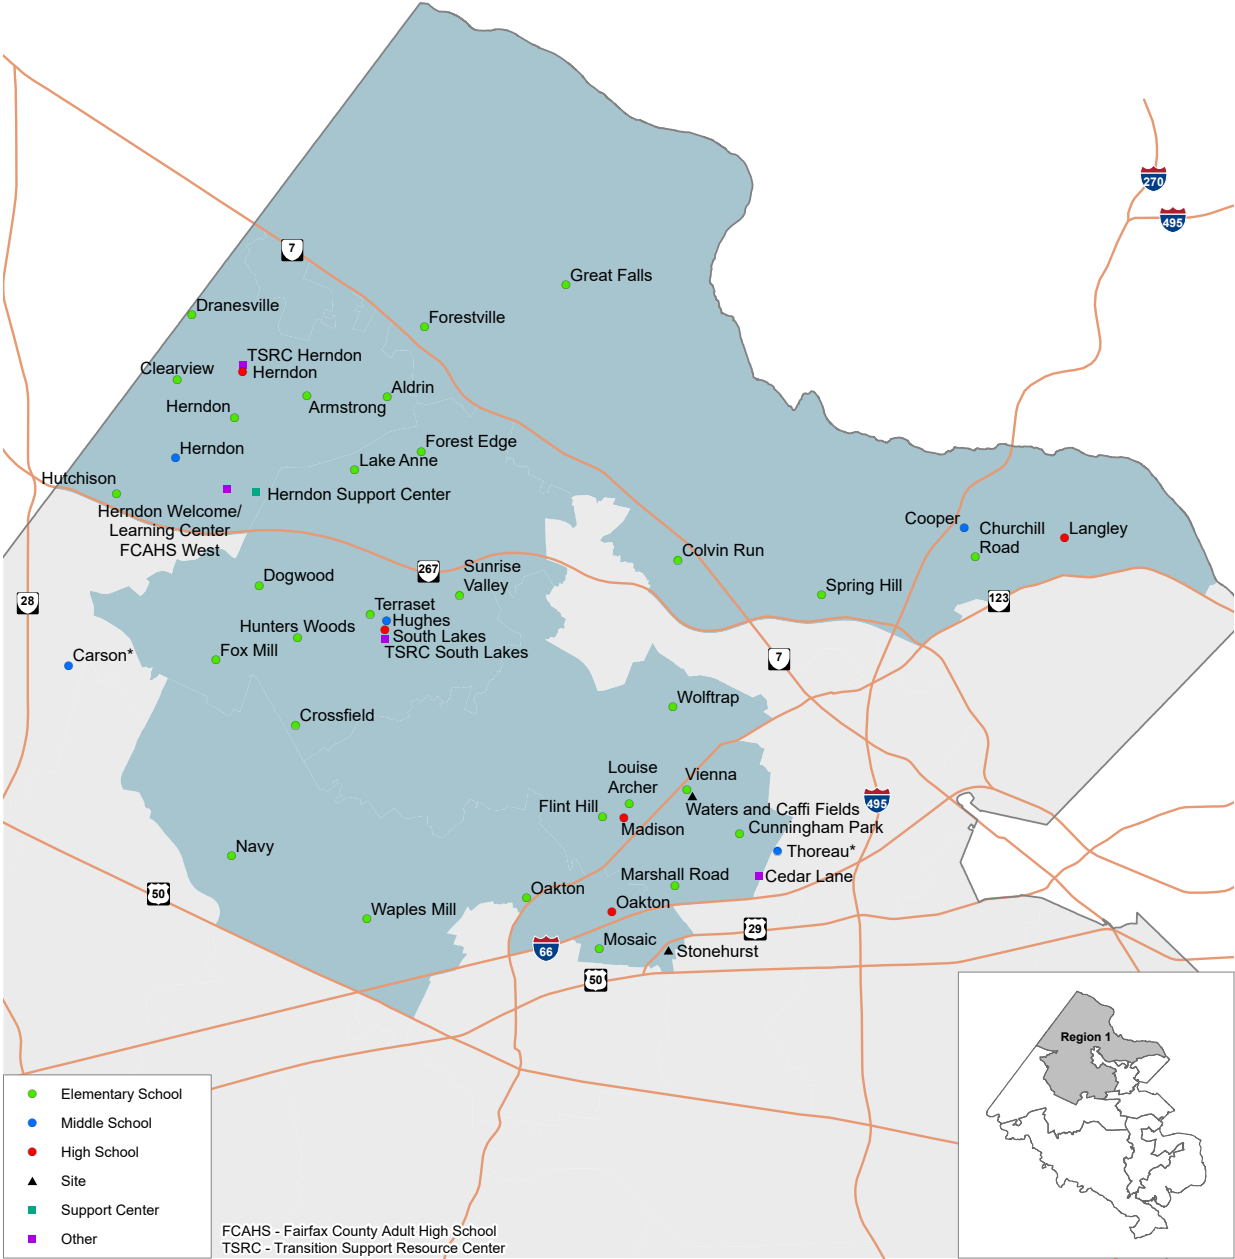 270
495
7
Great Falls
Dranesville
Forestville
TSRC Herndon
Clearview
Herndon
Aldrin
Armstrong
Herndon
Forest Edge
Herndon
Lake Anne
Hutchison
Herndon Support Center
Herndon Welcome/
Learning Center
FCAHS West
Cooper
Churchill
Road
Langley
Colvin Run
267
Sunrise
Valley
Dogwood
Spring Hill
28
123
Terraset
Hughes
Hunters Woods
South Lakes
TSRC South Lakes
Fox Mill
Carson*
7
Wolftrap
Crossfield
Louise
Archer
Vienna
495
Flint Hill
Waters and Caffi Fields
Madison
Cunningham Park
Navy
Thoreau*
Marshall Road
Cedar Lane
50
Oakton
Oakton
Waples Mill
29
Mosaic
66
Stonehurst
50
Region 1
Elementary School
Middle School
High School
Site
Support Center
Other
FCAHS - Fairfax County Adult High School
TSRC - Transition Support Resource Center